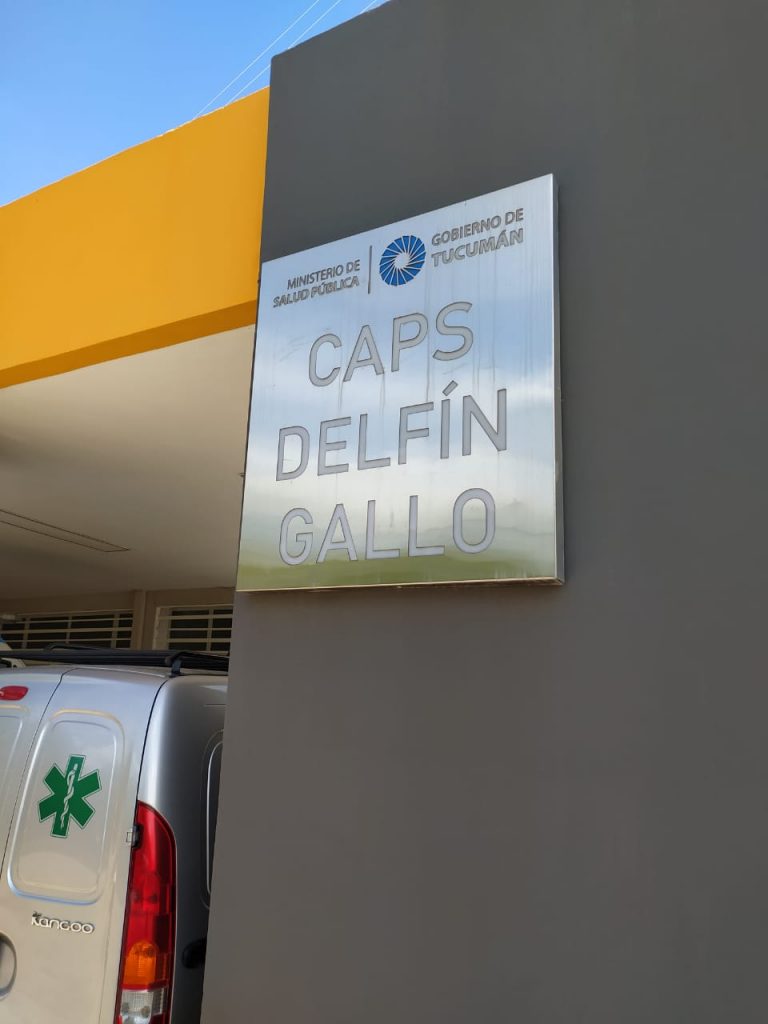 MINISTERIO DE
SALUD PÚBLICA
GOBIERNO DE
TUCUMÁN
CAPS
DELFÍN
GALLO
Kangoo